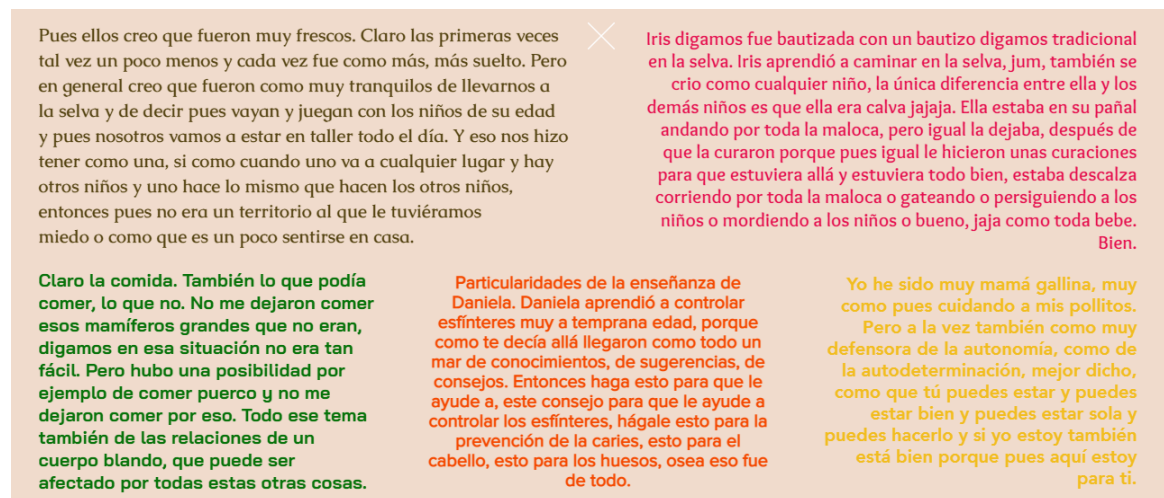 Pues ellos creo que fueron muy frescos. Claro las primeras veces
tal vez un poco menos y cada vez fue como más, más suelto. Pero
en general creo que fueron como muy tranquilos de llevarnos a
la selva y de decir pues vayan y juegan con los niños de su edad
y pues nosotros vamos a estar en taller todo el día. Y eso nos hizo
tener como una, si como cuando uno va a cualquier lugar y hay
otros niños y uno hace lo mismo que hacen los otros niños,
entonces pues no era un territorio al que le tuviéramos
miedo o como que es un poco sentirse en casa.
Iris digamos fue bautizada con un bautizo digamos tradicional
en la selva. Iris aprendió a caminar en la selva, jum, también se
crio como cualquier niño, la única diferencia entre ella y los
demás niños es que ella era calva jajaja. Ella estaba en su pañal
andando por toda la maloca, pero igual la dejaba, después de
que la curaron porque pues igual le hicieron unas curaciones
para que estuviera allá y estuviera todo bien, estaba descalza
corriendo por toda la maloca o gateando o persiguiendo a los
niños o mordiendo a los niños o bueno, jaja como toda bebe.
Bien.
Claro la comida. También lo que podía
comer, lo que no. No me dejaron comer
esos mamíferos grandes que no eran,
digamos en esa situación no era tan
fácil. Pero hubo una posibilidad por
ejemplo de comer puerco y no me
dejaron comer por eso. Todo ese tema
también de las relaciones de un
cuerpo blando, que puede ser
afectado por todas estas otras cosas.
Particularidades de la enseñanza de
Daniela. Daniela aprendió a controlar
esfínteres muy a temprana edad, porque
como te decía allá llegaron como todo un
mar de conocimientos, de sugerencias, de
consejos. Entonces haga esto para que le
ayude a, este consejo para que le ayude a
controlar los esfínteres, hágale esto para la
prevención de la caries, esto para el
cabello, esto para los huesos, osea eso fue
de todo.
Yo he sido muy mamá gallina, muy
como pues cuidando a mis pollitos.
Pero a la vez también como muy
defensora de la autonomía, como de
la autodeterminación, mejor dicho,
como que tú puedes estar y puedes
estar bien y puedes estar sola y
puedes hacerlo y si yo estoy también
está bien porque pues aquí estoy
para ti.